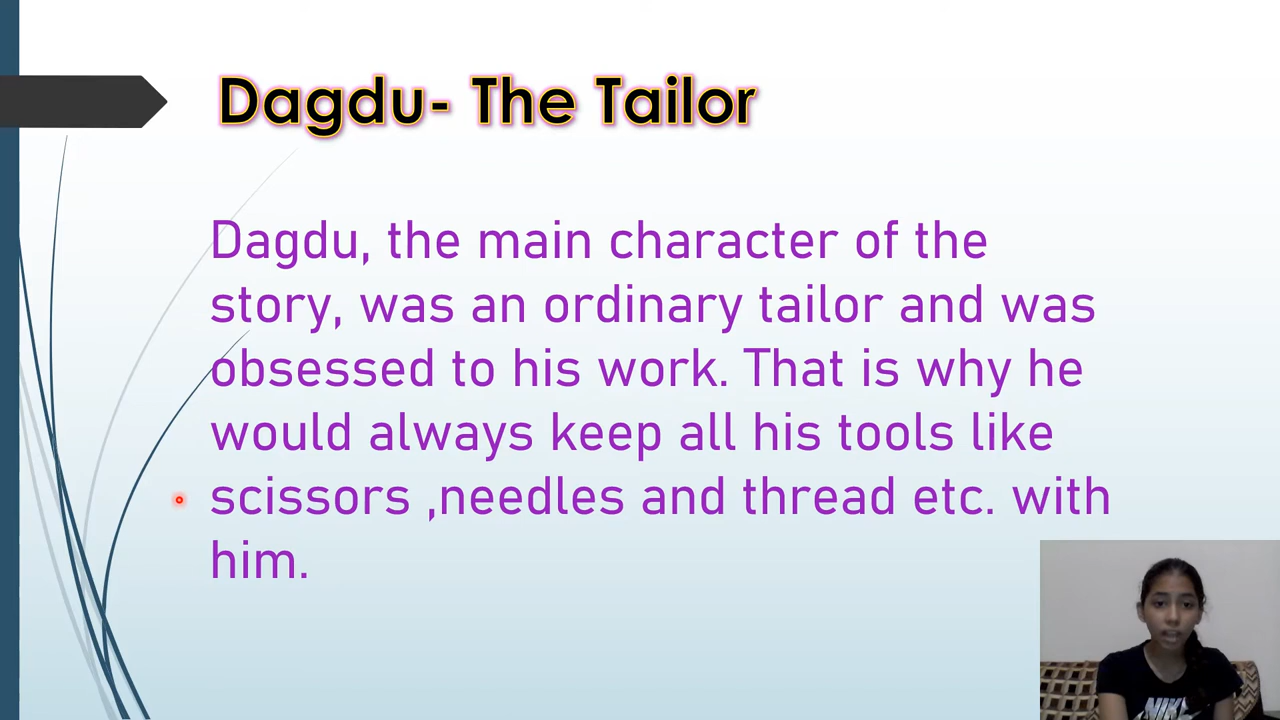 Dagdu- The Tailor
Dagdu, the main character of the
story, was an ordinary tailor and was
obsessed to his work. That is why he
would always keep all his tools like
scissors ,needles and thread etc. with
him.
NIKE